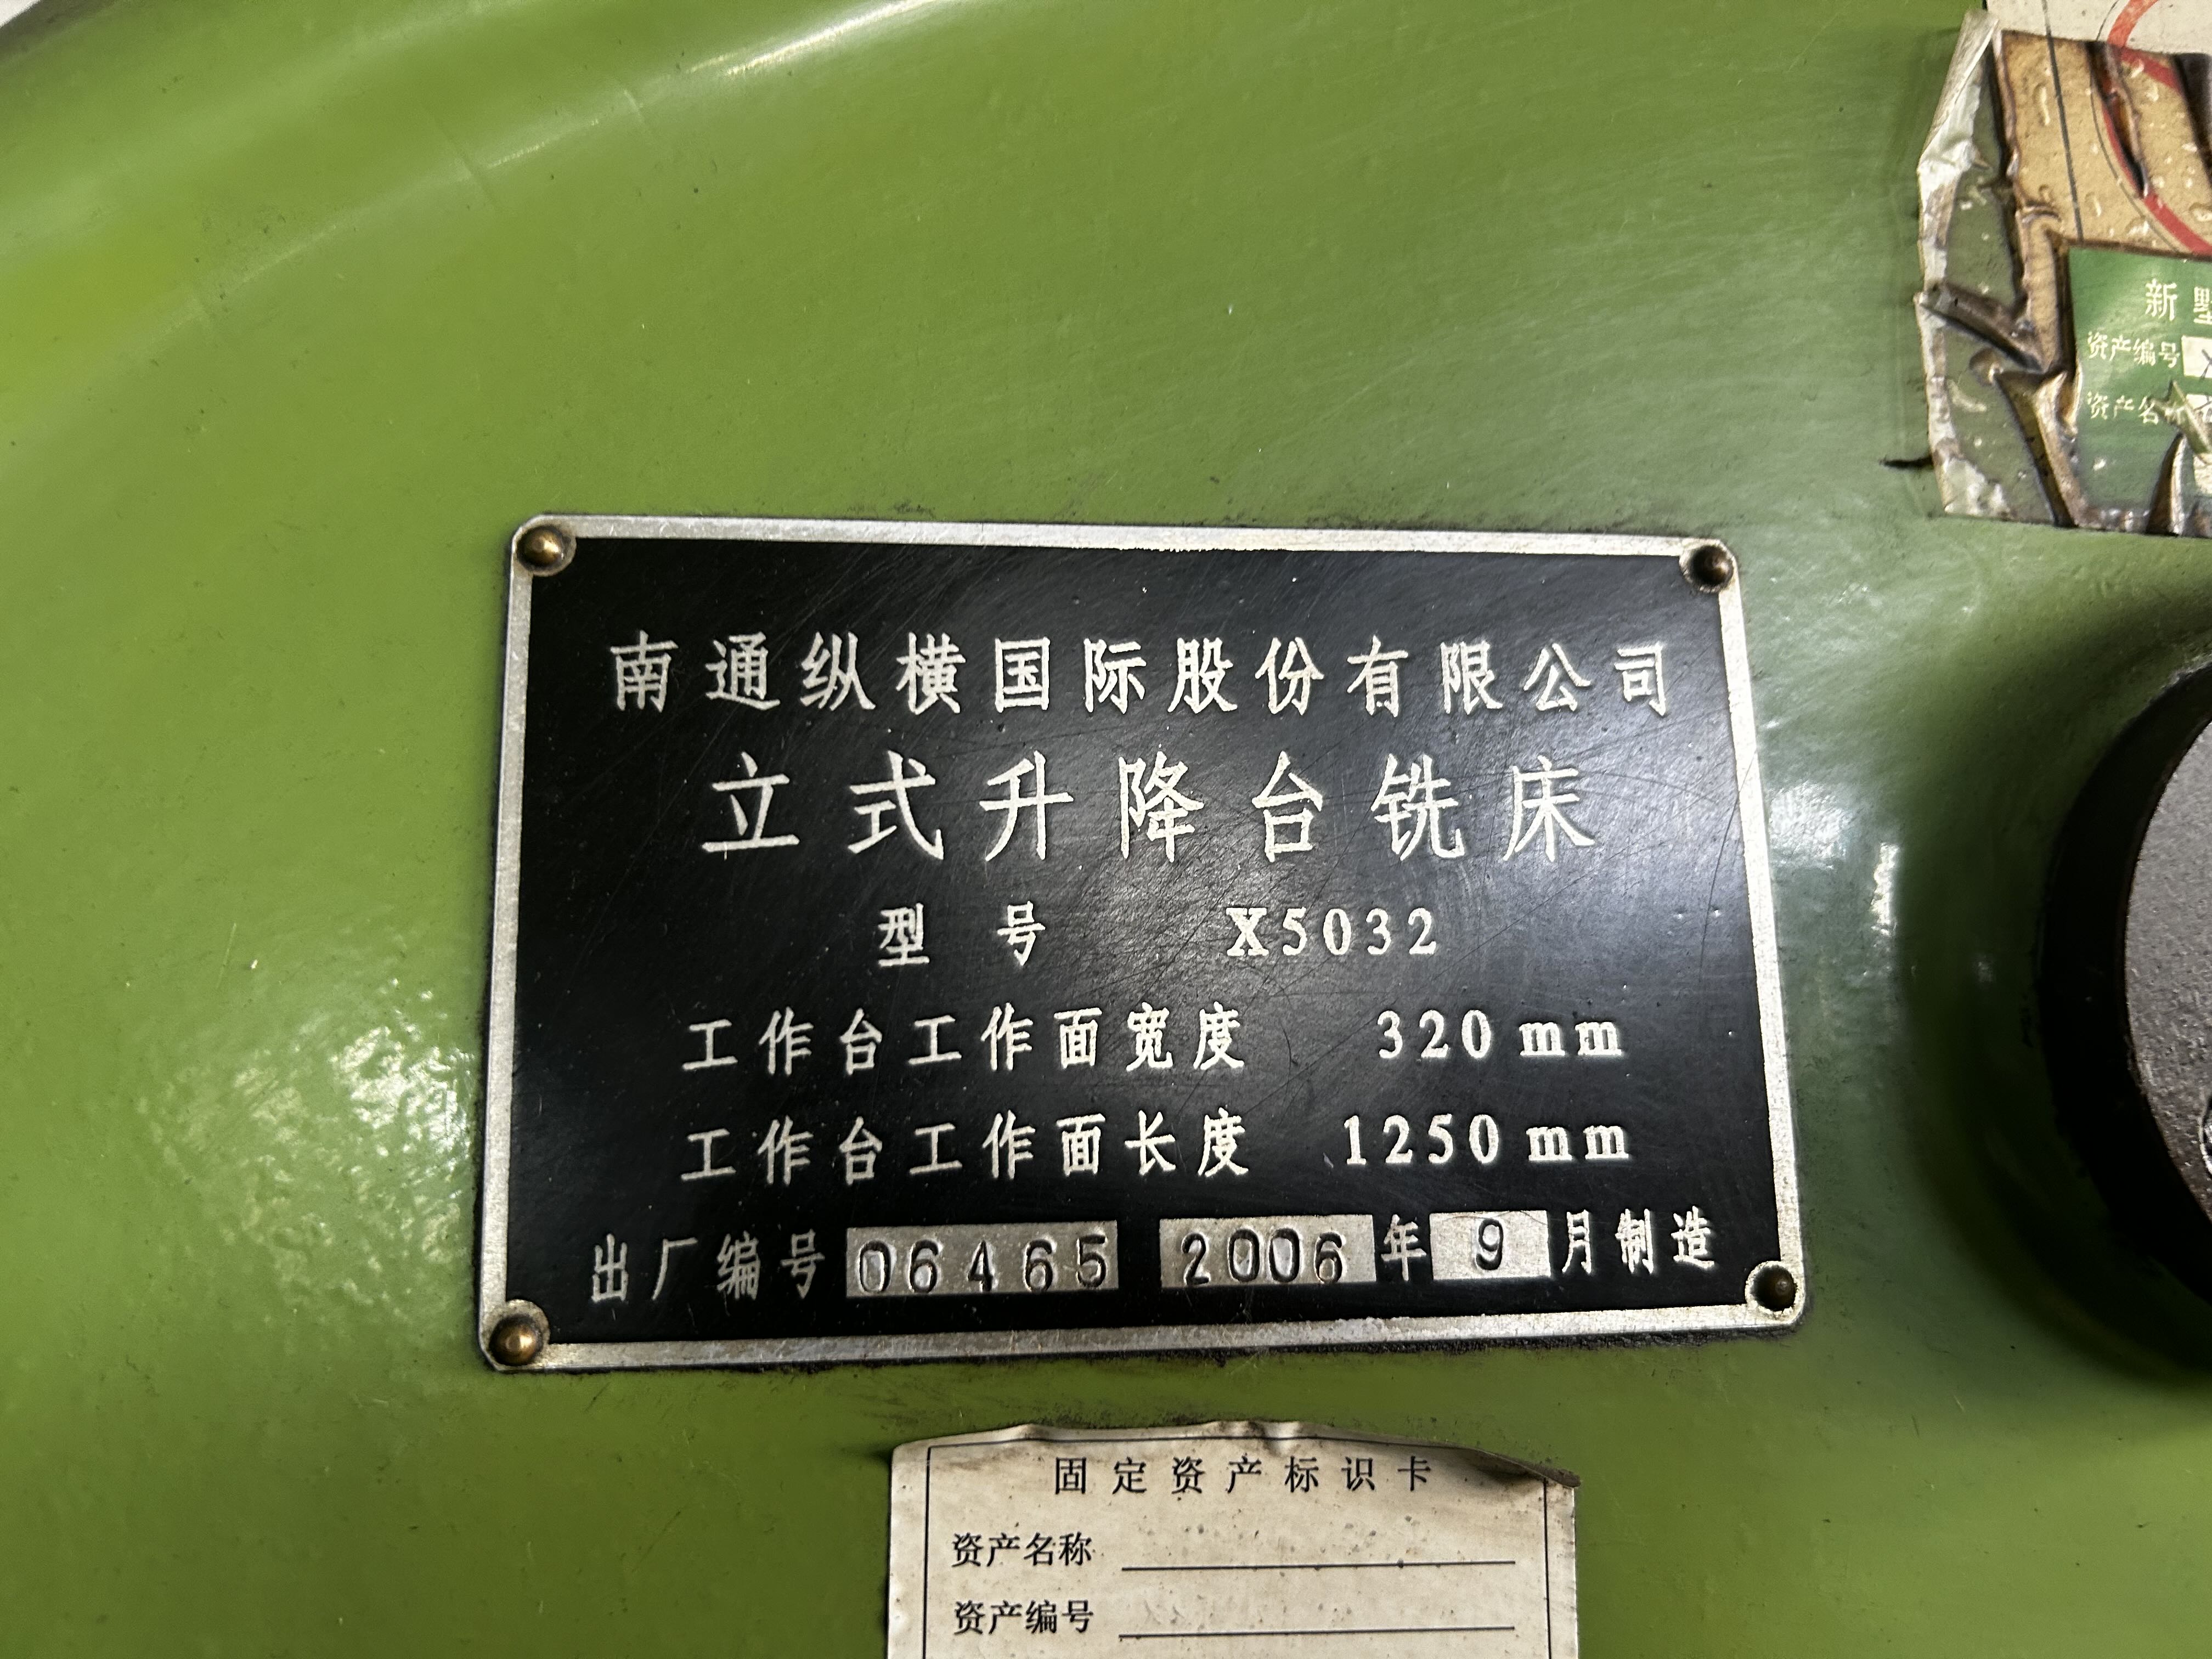 新
资产编号
资产名
南通纵横国际股份有限公司
立式升降台铣床
型号 X5032
工作台工作面宽度 320 mm
工作台工作面长度 1250 mm
出厂编号 06465 2006 年 9 月制造
固定资产标识卡
资产名称
资产编号